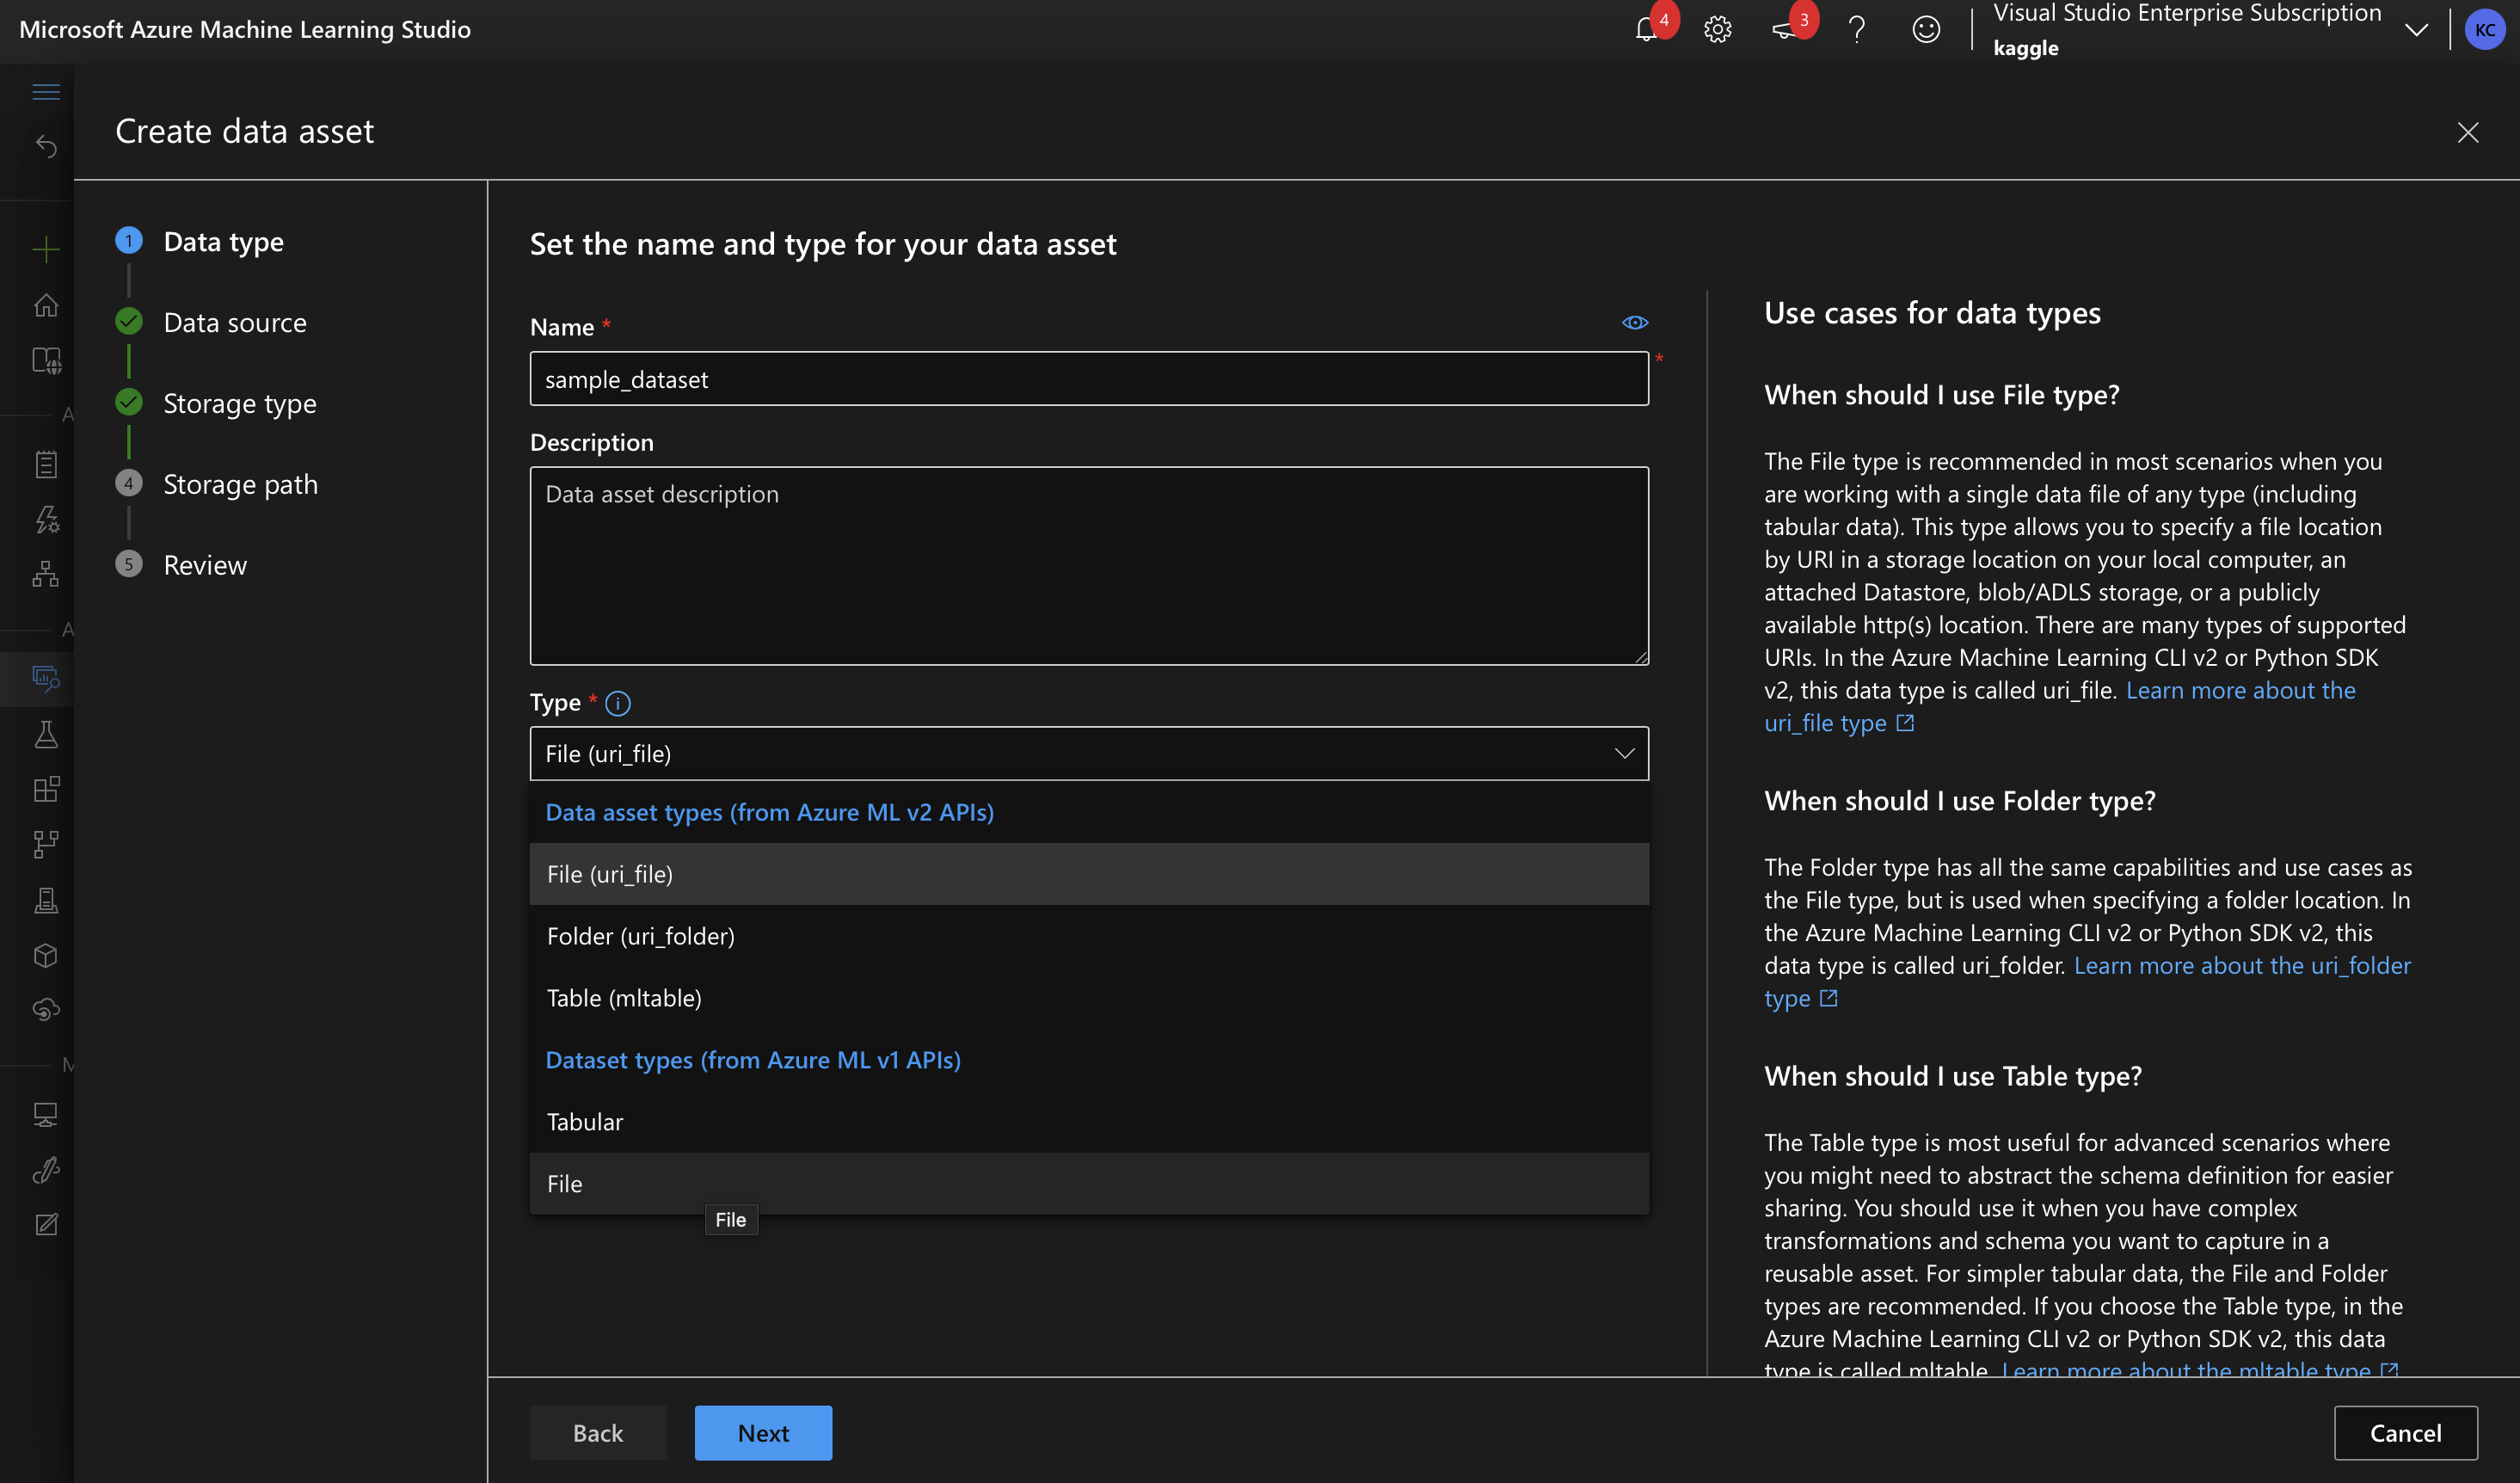 Microsoft Azure Machine Learning Studio
4
3
Visual Studio Enterprise Subscription
kaggle
KC
Create data asset
1
Data type
Data source
Storage type
4
Storage path
5
Review
A
A
M
Set the name and type for your data asset
Name *
*
sample_dataset
Description
Data asset description
Type *
File (uri_file)
Data asset types (from Azure ML v2 APIs)
File (uri_file)
Folder (uri_folder)
Table (mltable)
Dataset types (from Azure ML v1 APIs)
Tabular
File
File
Use cases for data types
When should I use File type?
The File type is recommended in most scenarios when you
are working with a single data file of any type (including
tabular data). This type allows you to specify a file location
by URI in a storage location on your local computer, an
attached Datastore, blob/ADLS storage, or a publicly
available http(s) location. There are many types of supported
URIs. In the Azure Machine Learning CLI v2 or Python SDK
v2, this data type is called uri_file. Learn more about the
uri_file type
When should I use Folder type?
The Folder type has all the same capabilities and use cases as
the File type, but is used when specifying a folder location. In
the Azure Machine Learning CLI v2 or Python SDK v2, this
data type is called uri_folder. Learn more about the uri_folder
type
When should I use Table type?
The Table type is most useful for advanced scenarios where
you might need to abstract the schema definition for easier
sharing. You should use it when you have complex
transformations and schema you want to capture in a
reusable asset. For simpler tabular data, the File and Folder
types are recommended. If you choose the Table type, in the
Azure Machine Learning CLI v2 or Python SDK v2, this data
type is called mltable. Learn more about the mltable type
Back
Next
Cancel